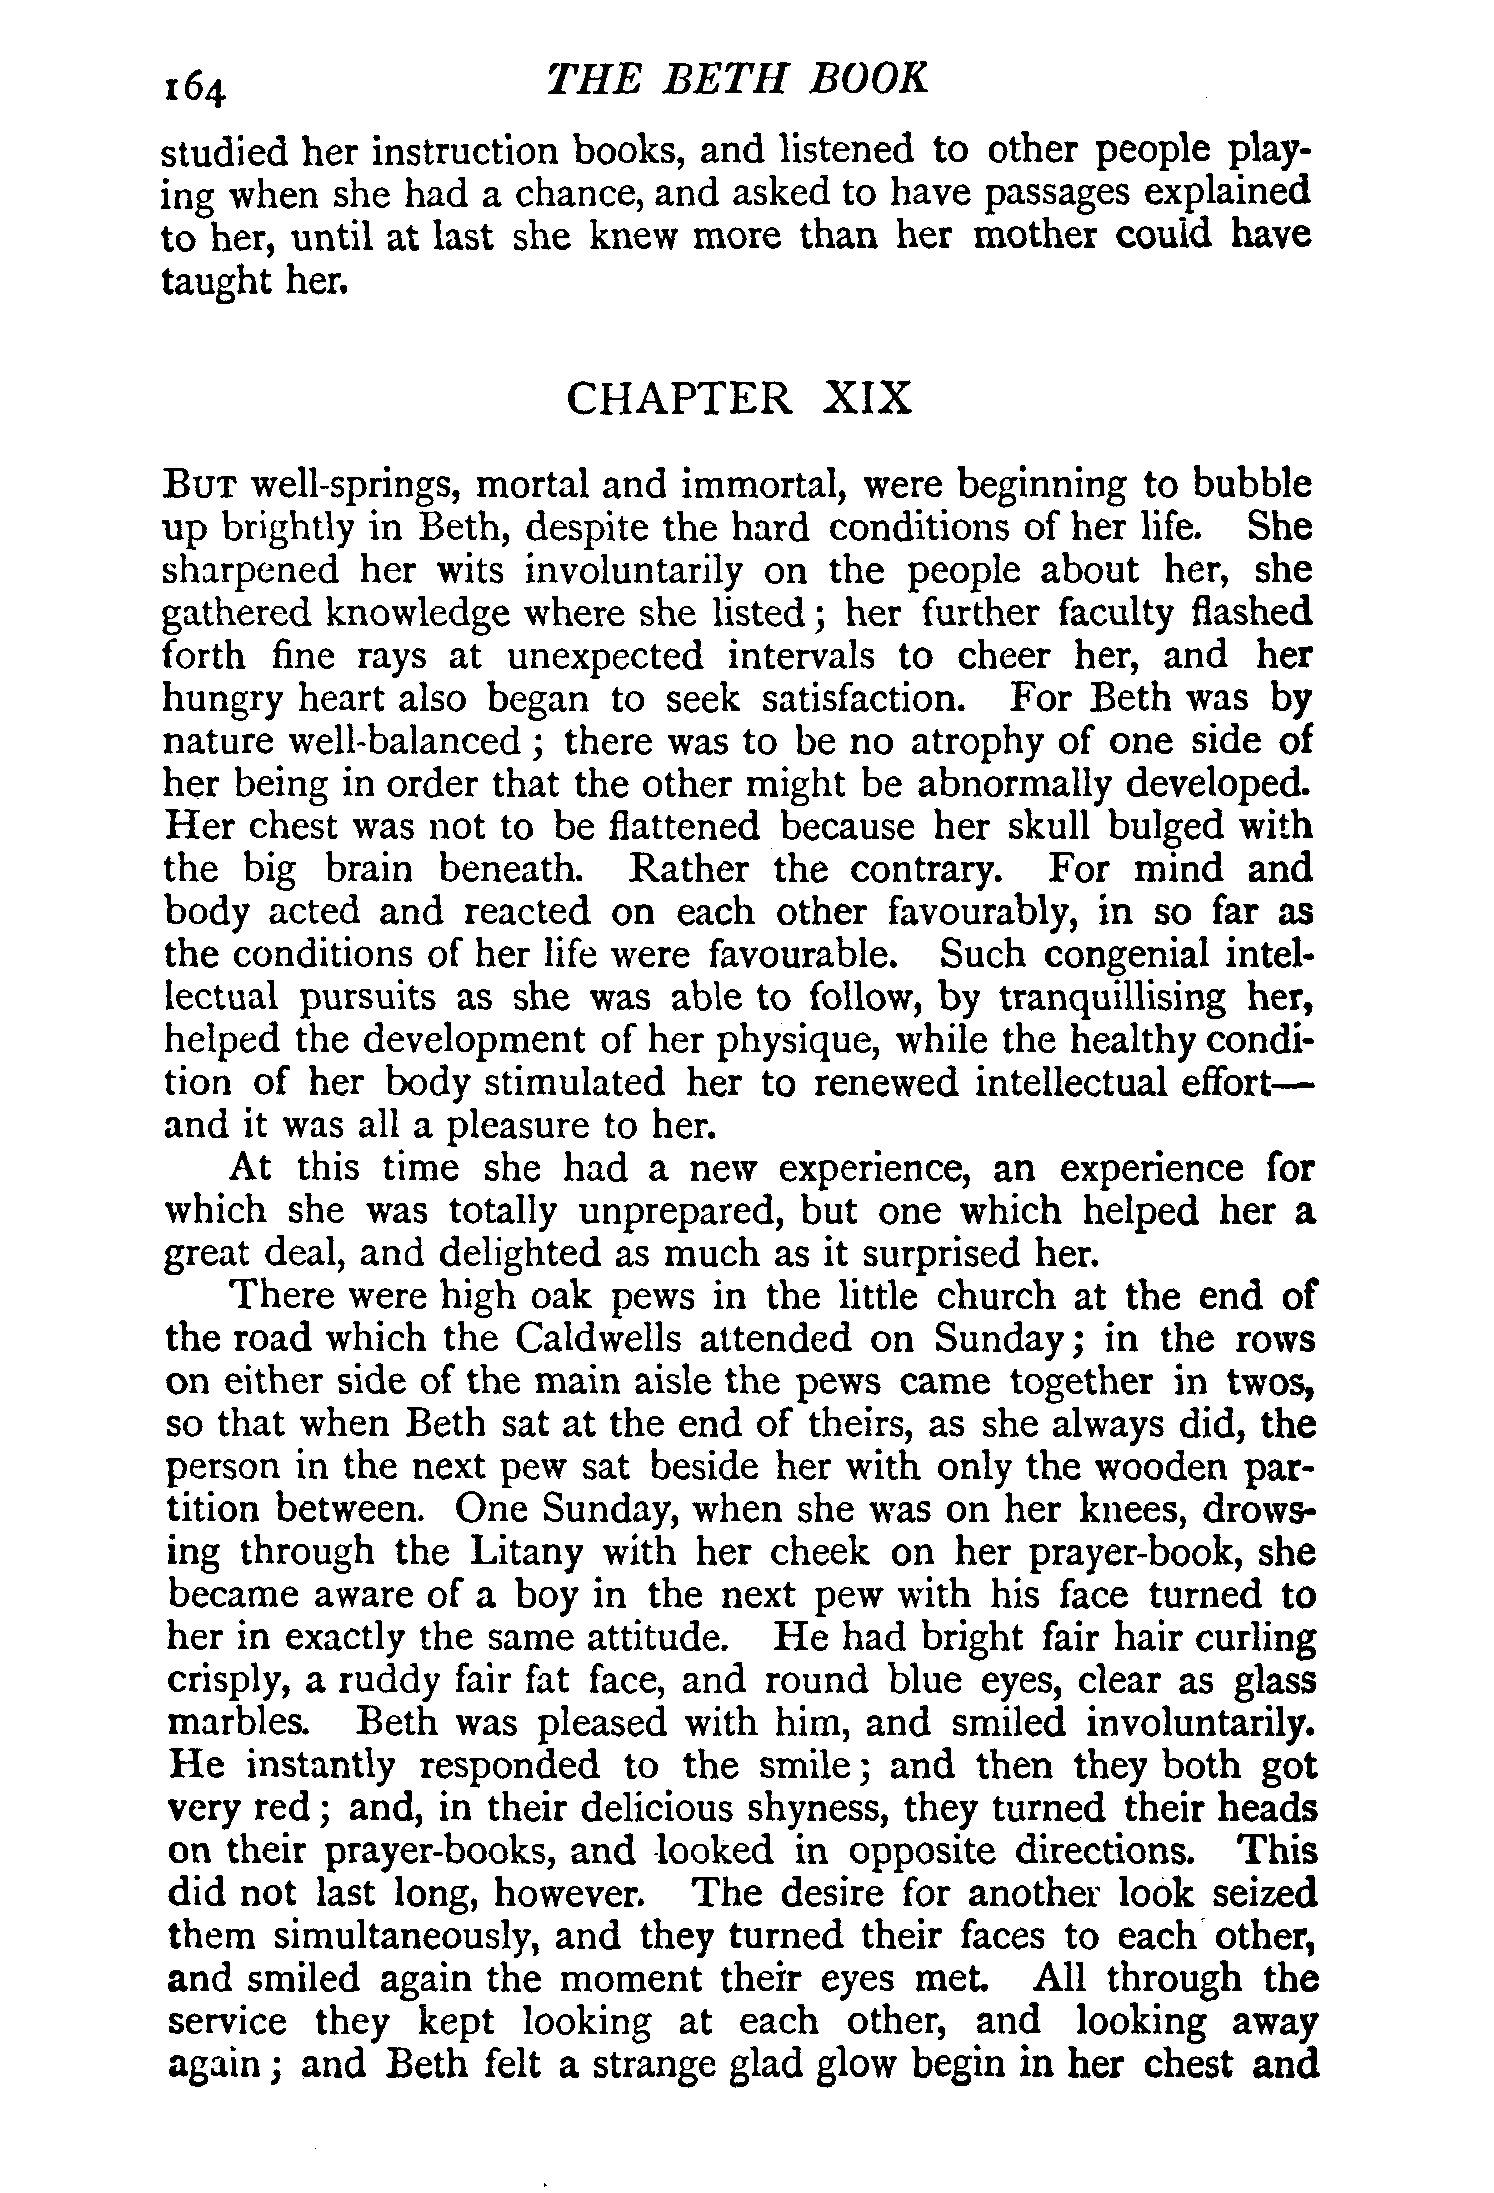 164 THE BETH BOOK
studied her instruction books, and listened to other people play-
ing when she had a chance, and asked to have passages explained
to her, until at last she knew more than her mother could have
taught her.
CHAPTER XIX
BUT well-springs, mortal and immortal, were beginning to bubble
up brightly in Beth, despite the hard conditions of her life. She
sharpened her wits involuntarily on the people about her, she
gathered knowledge where she listed; her further faculty flashed
forth fine rays at unexpected intervals to cheer her, and her
hungry heart also began to seek satisfaction. For Beth was by
nature well-balanced; there was to be no atrophy of one side of
her being in order that the other might be abnormally developed.
Her chest was not to be flattened because her skull bulged with
the big brain beneath. Rather the contrary. For mind and
body acted and reacted on each other favourably, in so far as
the conditions of her life were favourable. Such congenial intel-
lectual pursuits as she was able to follow, by tranquillising her,
helped the development of her physique, while the healthy condi-
tion of her body stimulated her to renewed intellectual effort—
and it was all a pleasure to her.
At this time she had a new experience, an experience for
which she was totally unprepared, but one which helped her a
great deal, and delighted as much as it surprised her.
There were high oak pews in the little church at the end of
the road which the Caldwells attended on Sunday; in the rows
on either side of the main aisle the pews came together in twos,
so that when Beth sat at the end of theirs, as she always did, the
person in the next pew sat beside her with only the wooden par-
tition between. One Sunday, when she was on her knees, drows-
ing through the Litany with her cheek on her prayer-book, she
became aware of a boy in the next pew with his face turned to
her in exactly the same attitude. He had bright fair hair curling
crisply, a ruddy fair fat face, and round blue eyes, clear as glass
marbles. Beth was pleased with him, and smiled involuntarily.
He instantly responded to the smile; and then they both got
very red; and, in their delicious shyness, they turned their heads
on their prayer-books, and looked in opposite directions. This
did not last long, however. The desire for another look seized
them simultaneously, and they turned their faces to each other,
and smiled again the moment their eyes met. All through the
service they kept looking at each other, and looking away
again; and Beth felt a strange glad glow begin in her chest and